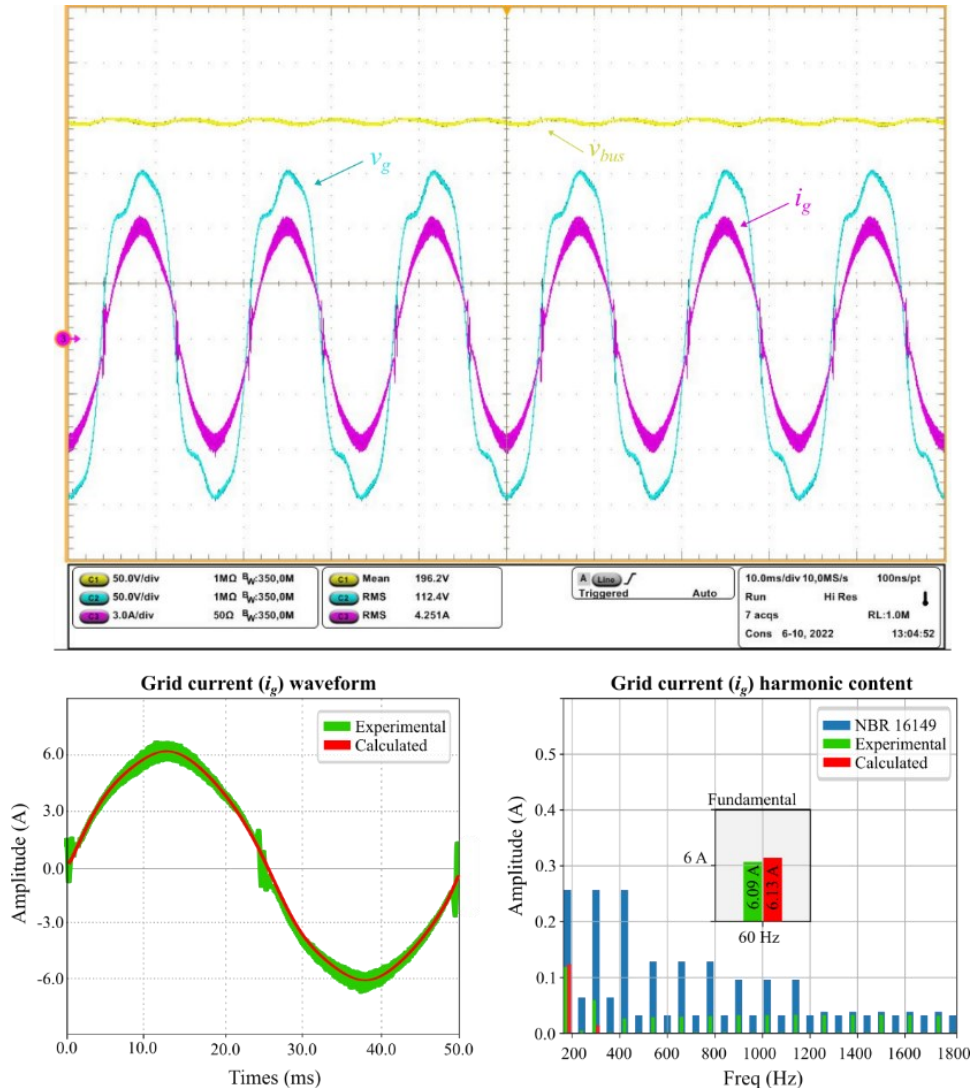 v_g
v_bus
i_g
3
C1 50.0V/div 1MΩ B_W:350,0M
C2 50.0V/div 1MΩ B_W:350,0M
C3 3.0A/div 50Ω B_W:350,0M
C1 Mean 196.2V
C2 RMS 112.4V
C3 RMS 4.251A
A Line
Triggered Auto
10.0ms/div 10,0MS/s 100ns/pt
Run Hi Res
7 acqs RL:1.0M
Cons 6-10, 2022 13:04:52
Grid current (i_g) waveform
Experimental
Calculated
Amplitude (A)
6.0
3.0
0.0
-3.0
-6.0
0.0 10.0 20.0 30.0 40.0 50.0
Times (ms)
Grid current (i_g) harmonic content
NBR 16149
Experimental
Calculated
Fundamental
6 A
6.09 A
6.13 A
60 Hz
Amplitude (A)
0.5
0.4
0.3
0.2
0.1
0.0
200 400 600 800 1000 1200 1400 1600 1800
Freq (Hz)